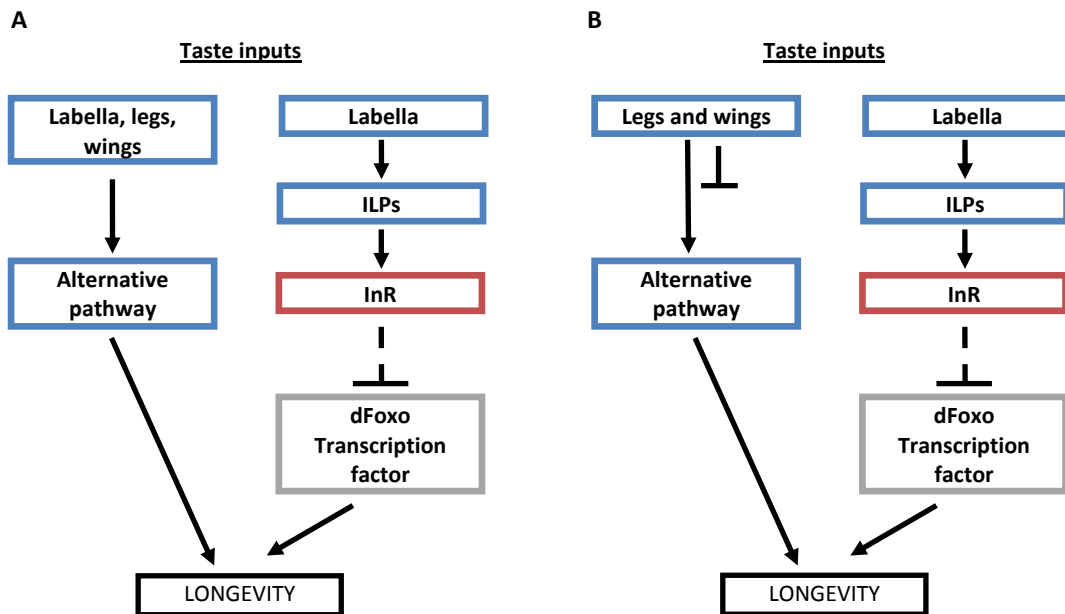 A
Taste inputs
Labella, legs,
wings
Labella
ILPs
Alternative
pathway
InR
dFoxo
Transcription
factor
LONGEVITY
B
Taste inputs
Legs and wings
Labella
ILPs
Alternative
pathway
InR
dFoxo
Transcription
factor
LONGEVITY